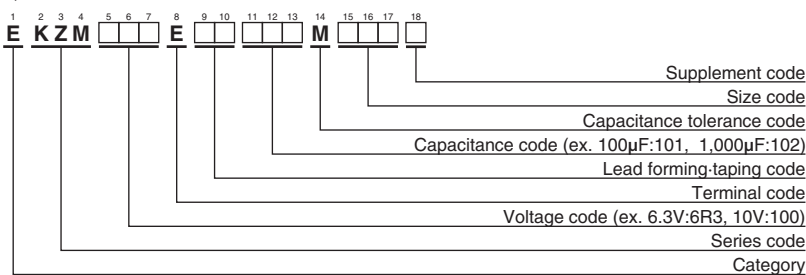 1 2 3 4 5 6 7 8 9 10 11 12 13 14 15 16 17 18
E KZM □□□ E □□ □□□ M □□□ □
Supplement code
Size code
Capacitance tolerance code
Capacitance code (ex. 100µF:101, 1,000µF:102)
Lead forming·taping code
Terminal code
Voltage code (ex. 6.3V:6R3, 10V:100)
Series code
Category